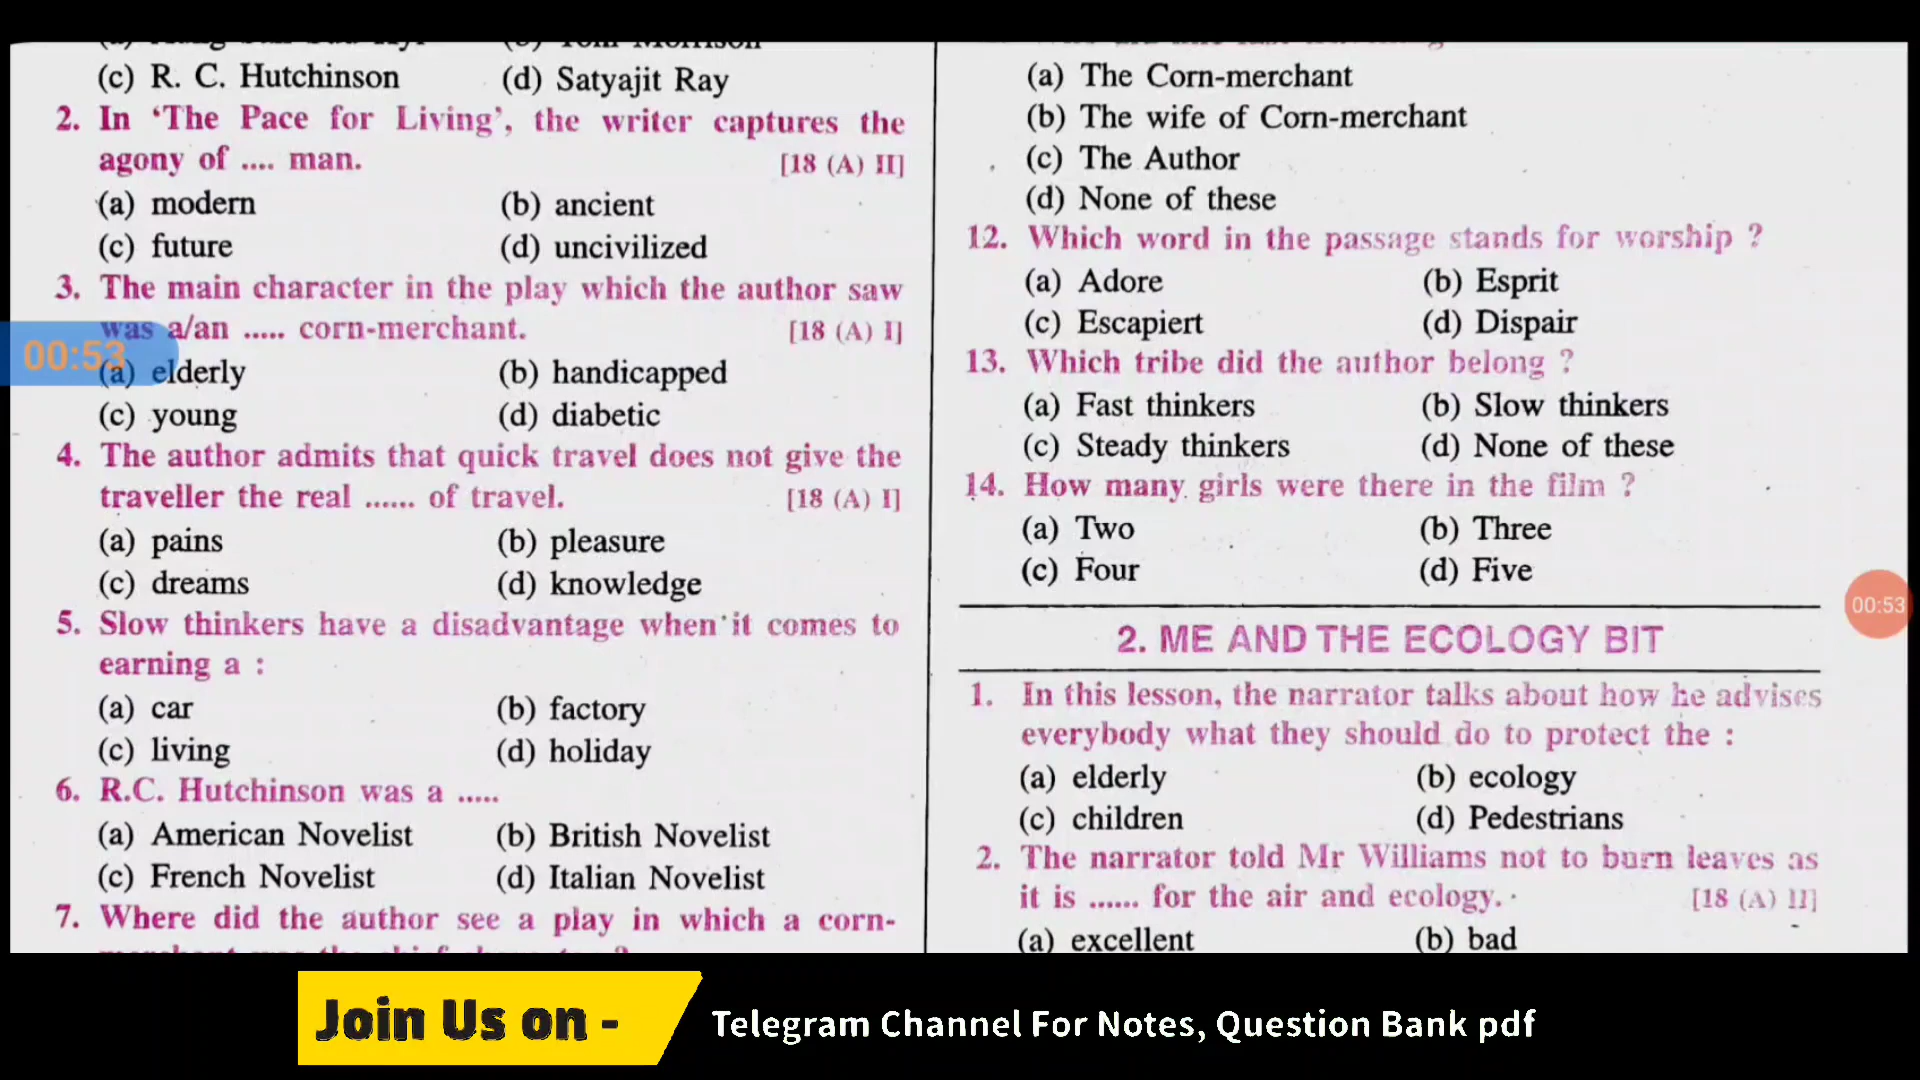 (c) R. C. Hutchinson (d) Satyajit Ray
2. In ‘The Pace for Living’, the writer captures the
agony of .... man. [18 (A) II]
(a) modern (b) ancient
(c) future (d) uncivilized
3. The main character in the play which the author saw
was a/an ..... corn-merchant. [18 (A) I]
00:53
(a) elderly (b) handicapped
(c) young (d) diabetic
4. The author admits that quick travel does not give the
traveller the real ...... of travel. [18 (A) I]
(a) pains (b) pleasure
(c) dreams (d) knowledge
5. Slow thinkers have a disadvantage when it comes to
earning a :
(a) car (b) factory
(c) living (d) holiday
6. R.C. Hutchinson was a .....
(a) American Novelist (b) British Novelist
(c) French Novelist (d) Italian Novelist
7. Where did the author see a play in which a corn-
(a) The Corn-merchant
(b) The wife of Corn-merchant
(c) The Author
(d) None of these
12. Which word in the passage stands for worship ?
(a) Adore (b) Esprit
(c) Escapiert (d) Dispair
13. Which tribe did the author belong ?
(a) Fast thinkers (b) Slow thinkers
(c) Steady thinkers (d) None of these
14. How many girls were there in the film ?
(a) Two (b) Three
(c) Four (d) Five
00:53
2. ME AND THE ECOLOGY BIT
1. In this lesson, the narrator talks about how he advises
everybody what they should do to protect the :
(a) elderly (b) ecology
(c) children (d) Pedestrians
2. The narrator told Mr Williams not to burn leaves as
it is ...... for the air and ecology. [18 (A) II]
(a) excellent (b) bad
Join Us on -
Telegram Channel For Notes, Question Bank pdf